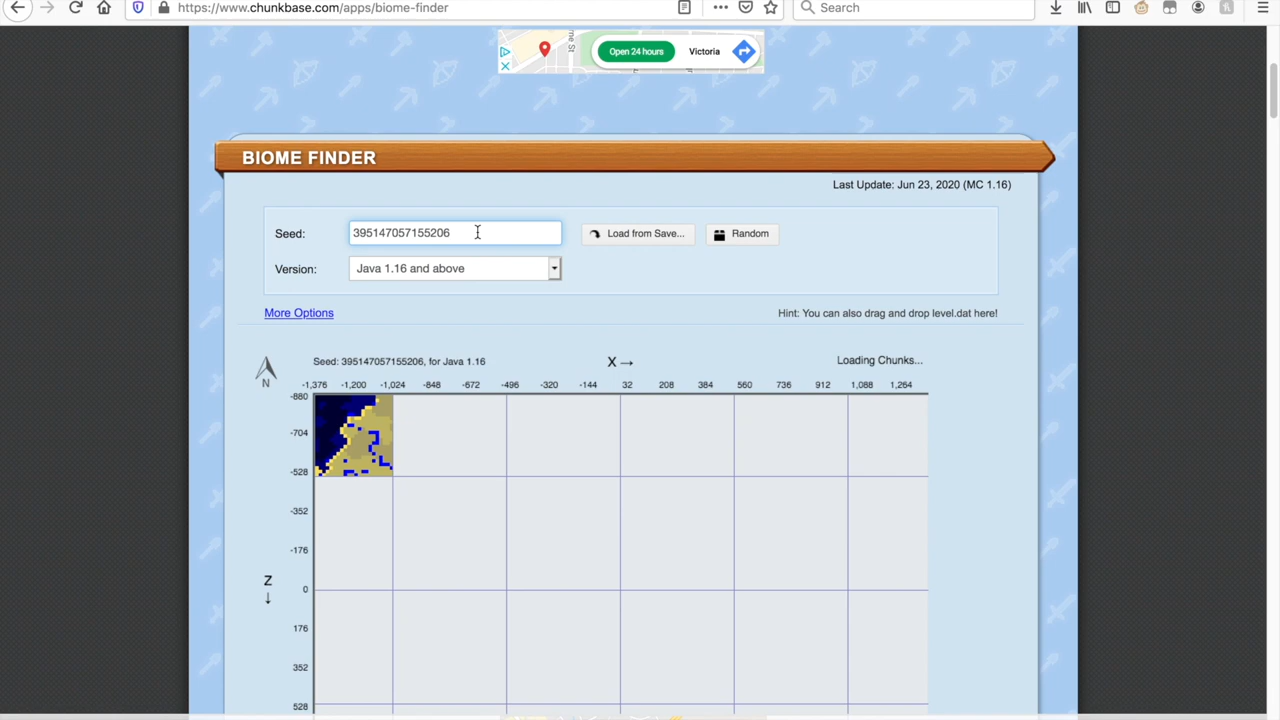 https://www.chunkbase.com/apps/biome-finder
Search
Open 24 hours
Victoria
BIOME FINDER
Last Update: Jun 23, 2020 (MC 1.16)
Seed:
395147057155206
Load from Save...
Random
Version:
Java 1.16 and above
More Options
Hint: You can also drag and drop level.dat here!
N
Seed: 395147057155206, for Java 1.16
X →
Loading Chunks...
-1,376 -1,200 -1,024 -848 -672 -496 -320 -144 32 208 384 560 736 912 1,088 1,264
-880
-704
-528
-352
-176
Z
↓
0
176
352
528